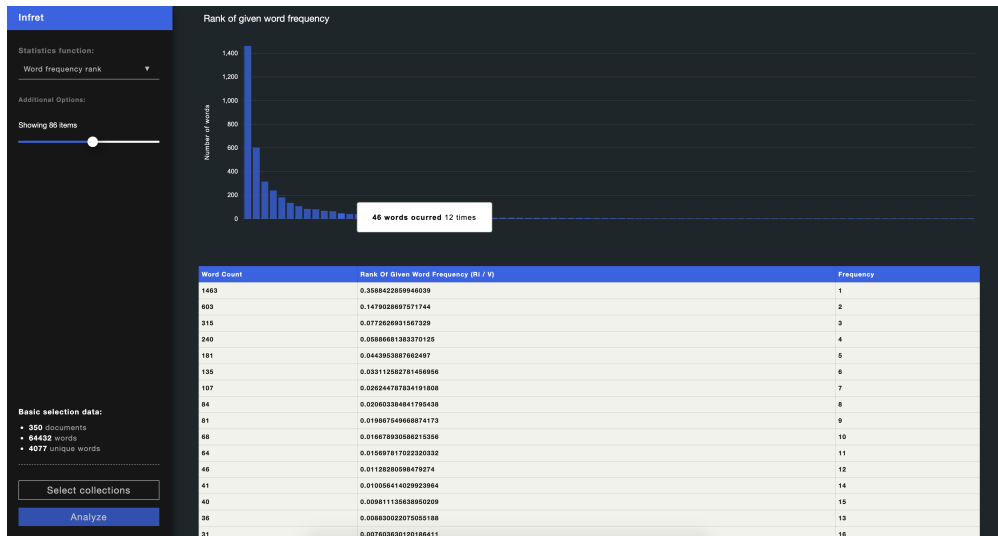 Infret
Statistics function:
Word frequency rank
Additional Options:
Showing 86 items
Basic selection data:
350 documents
64432 words
4077 unique words
Select collections
Analyze
Rank of given word frequency
Number of words
1,400
1,200
1,000
800
600
400
200
0
46 words ocurred 12 times
Word Count Rank Of Given Word Frequency (Ri / V) Frequency
1463 0.3588422859946039 1
603 0.1479028697571744 2
315 0.0772626931567329 3
240 0.05886681383370125 4
181 0.0443953887662497 5
135 0.033112582781456956 6
107 0.026244787834191808 7
84 0.020603384841795438 8
81 0.019867549668874173 9
68 0.016678930586215356 10
64 0.015697817022320332 11
46 0.01128280598479274 12
41 0.010056414029923964 14
40 0.009811135638950209 15
36 0.008830022075055188 13
31 0.007603630120186411 16